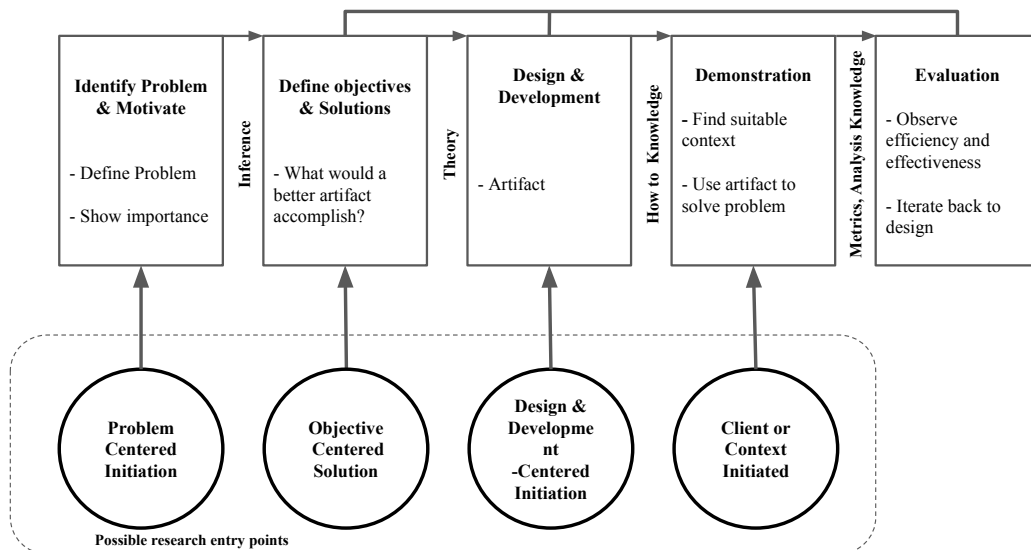 Identify Problem
& Motivate
- Define Problem
- Show importance
Inference
Define objectives
& Solutions
- What would a
better artifact
accomplish?
Theory
Design &
Development
- Artifact
How to Knowledge
Demonstration
- Find suitable
context
- Use artifact to
solve problem
Metrics, Analysis Knowledge
Evaluation
- Observe
efficiency and
effectiveness
- Iterate back to
design
Problem
Centered
Initiation
Objective
Centered
Solution
Design &
Developme
nt
-Centered
Initiation
Client or
Context
Initiated
Possible research entry points